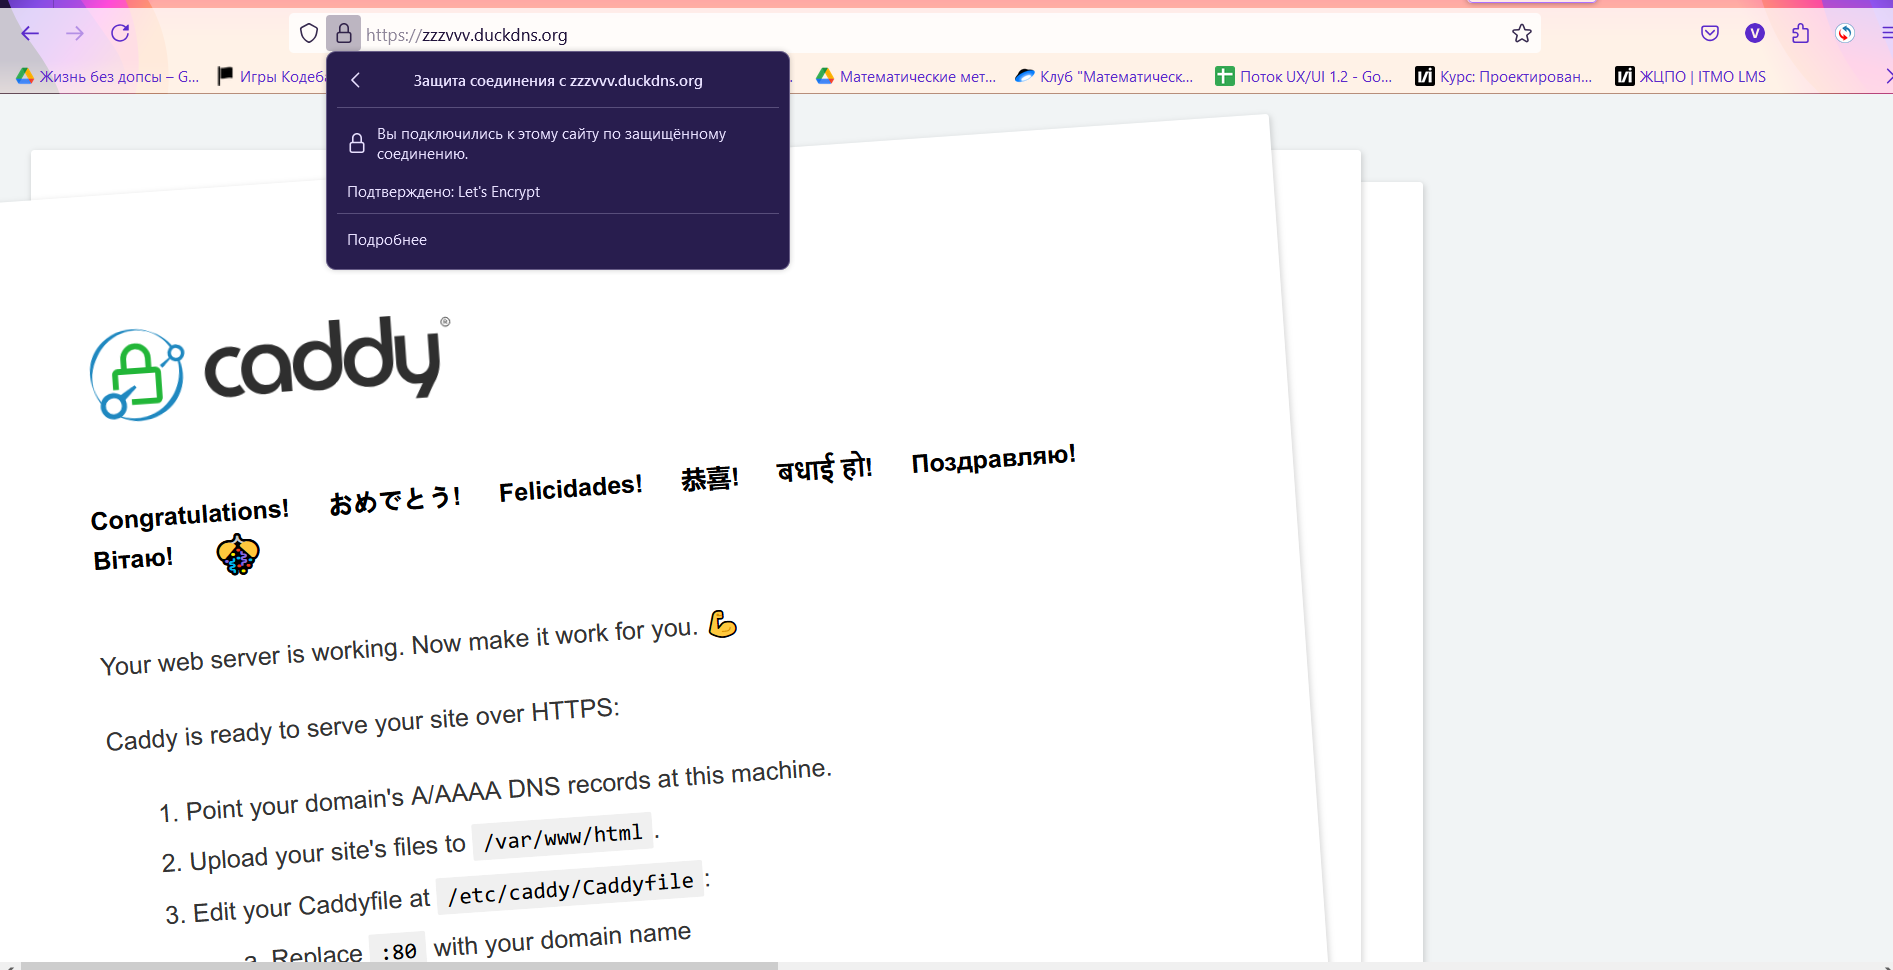 https://zzzvvv.duckdns.org
V
Жизнь без допсы – G...
Игры Кодеба
Математические мет...
Клуб "Математическ...
Поток UX/UI 1.2 - Go...
Курс: Проектирован...
ЖЦПО | ITMO LMS
Защита соединения с zzzvvv.duckdns.org
Вы подключились к этому сайту по защищённому
соединению.
Подтверждено: Let's Encrypt
Подробнее
caddy®
Congratulations! おめでとう! Felicidades! 恭喜! बधाई हो! Поздравляю!
Вітаю!
Your web server is working. Now make it work for you.
Caddy is ready to serve your site over HTTPS:
1. Point your domain's A/AAAA DNS records at this machine.
2. Upload your site's files to /var/www/html .
3. Edit your Caddyfile at /etc/caddy/Caddyfile :
a. Replace :80 with your domain name